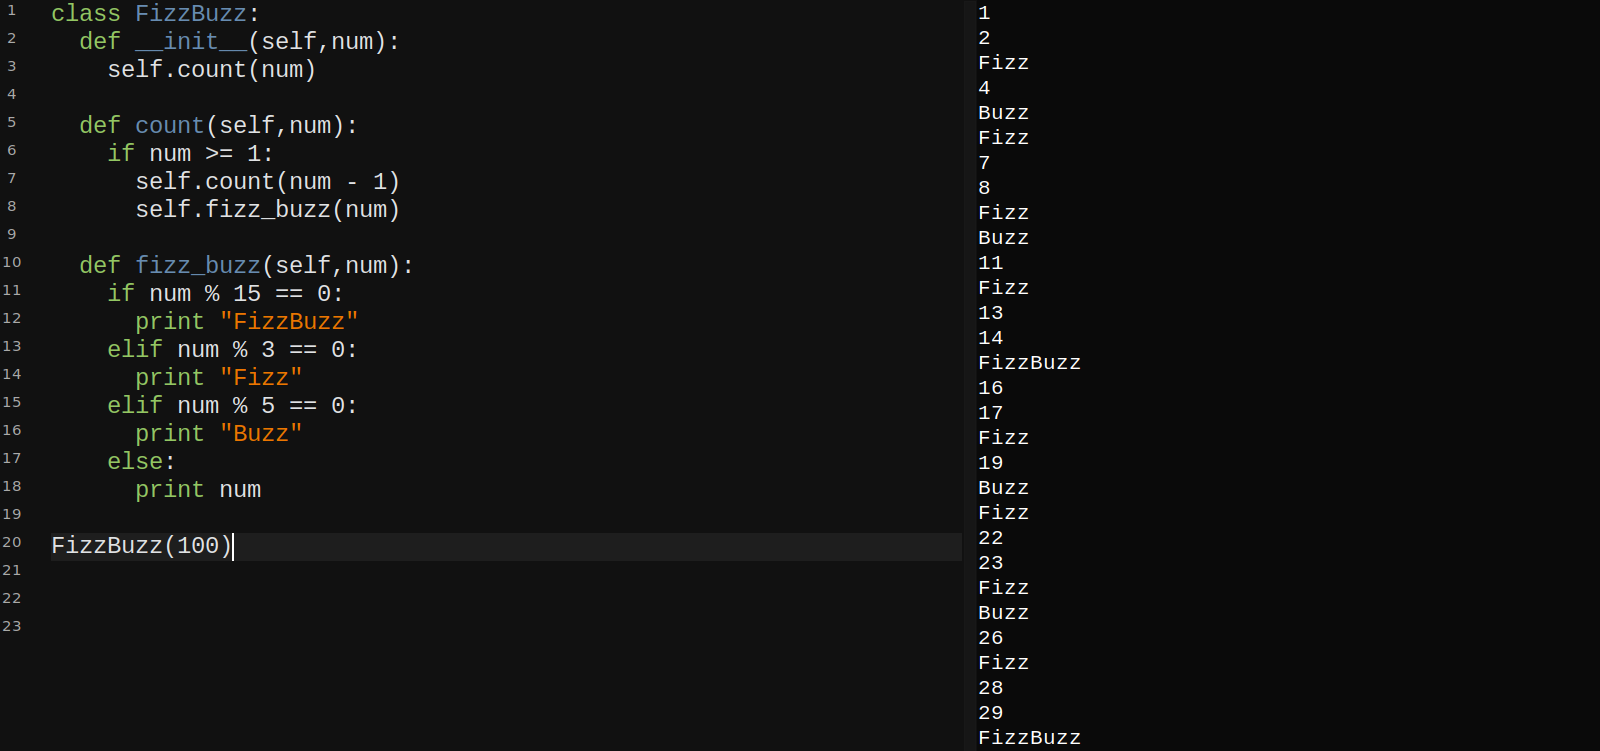 1 class FizzBuzz:
2   def __init__(self,num):
3     self.count(num)
4
5   def count(self,num):
6     if num >= 1:
7       self.count(num - 1)
8       self.fizz_buzz(num)
9
10   def fizz_buzz(self,num):
11     if num % 15 == 0:
12       print "FizzBuzz"
13     elif num % 3 == 0:
14       print "Fizz"
15     elif num % 5 == 0:
16       print "Buzz"
17     else:
18       print num
19
20 FizzBuzz(100)
21
22
23
1
2
Fizz
4
Buzz
Fizz
7
8
Fizz
Buzz
11
Fizz
13
14
FizzBuzz
16
17
Fizz
19
Buzz
Fizz
22
23
Fizz
Buzz
26
Fizz
28
29
FizzBuzz